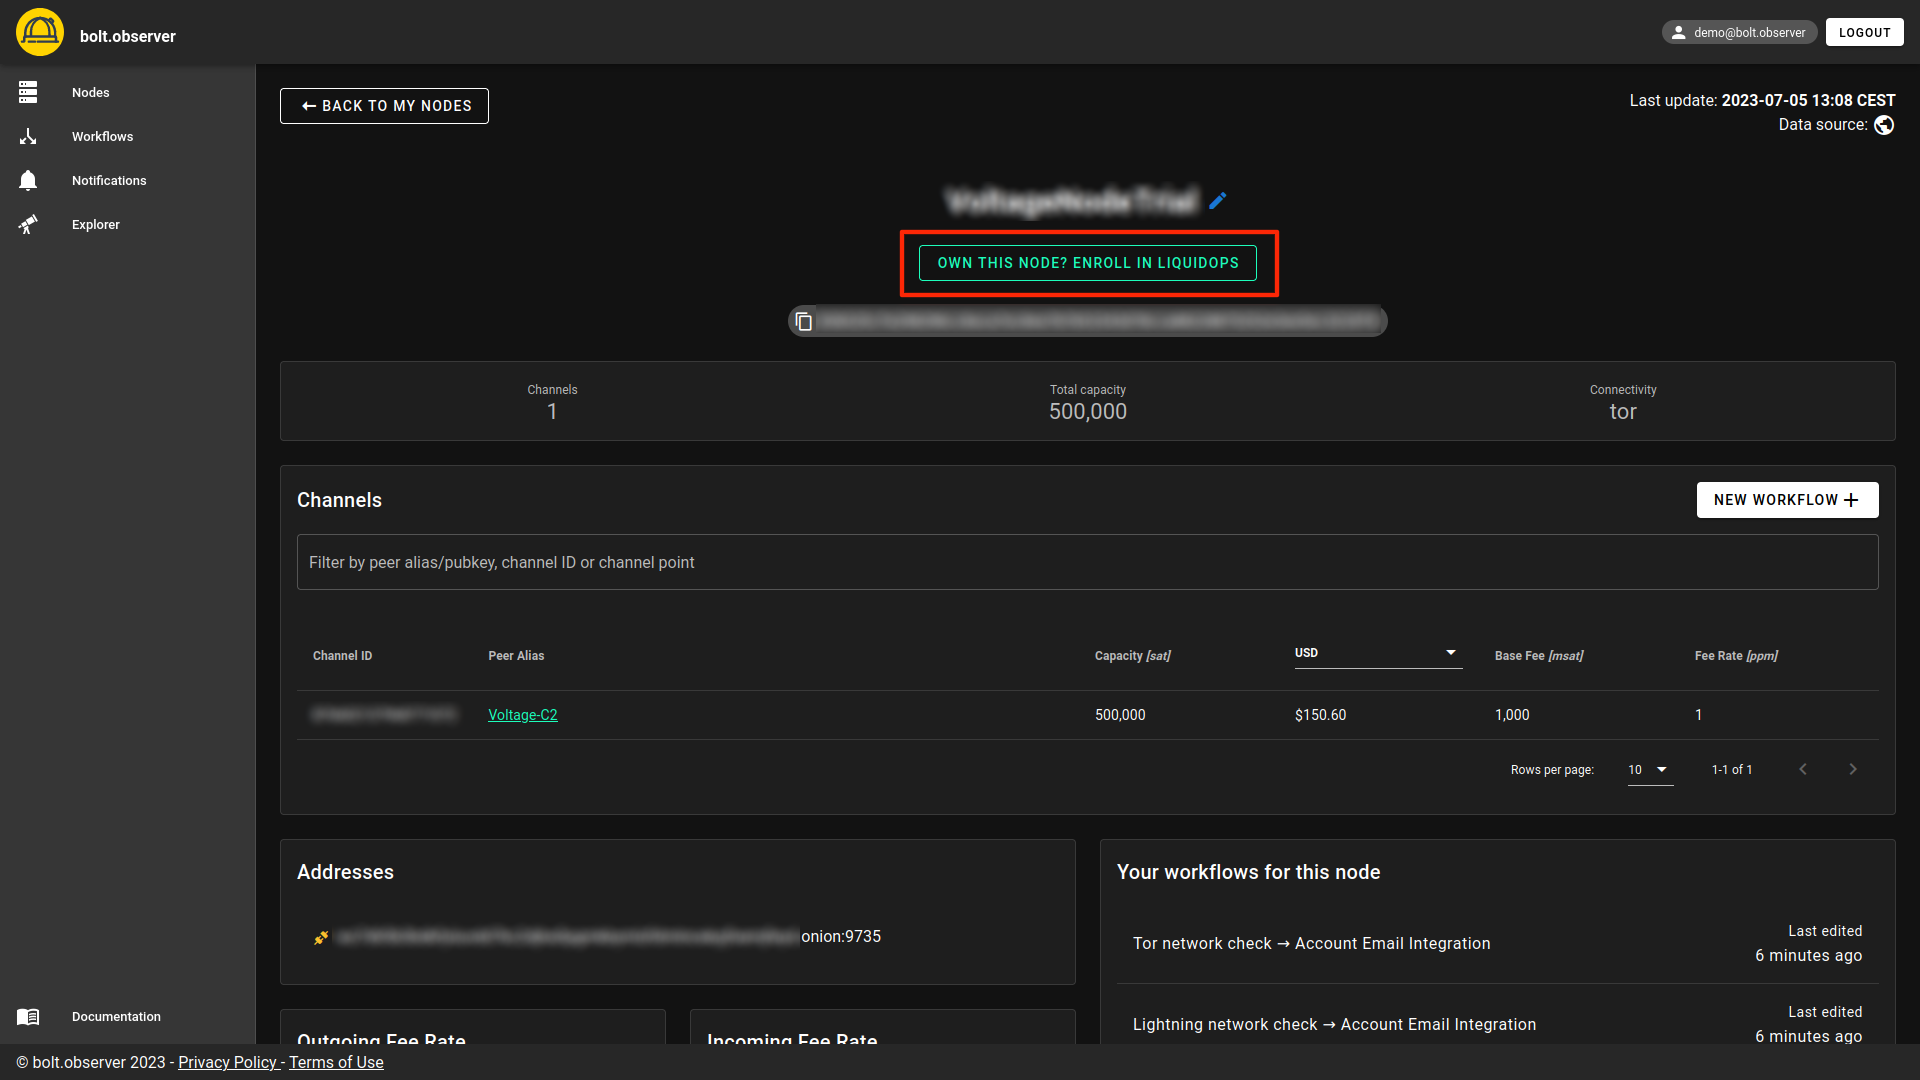 bolt.observer
demo@bolt.observer
LOGOUT
Nodes
Workflows
Notifications
Explorer
Documentation
← BACK TO MY NODES
Last update: 2023-07-05 13:08 CEST
Data source:
VoltageNodeTrial
OWN THIS NODE? ENROLL IN LIQUIDOPS
Channels
1
Total capacity
500,000
Connectivity
tor
Channels
NEW WORKFLOW +
Filter by peer alias/pubkey, channel ID or channel point
Channel ID Peer Alias Capacity [sat] USD Base Fee [msat] Fee Rate [ppm]
Voltage-C2 500,000 $150.60 1,000 1
Rows per page: 10 1-1 of 1
Addresses
onion:9735
Your workflows for this node
Tor network check → Account Email Integration
Last edited
6 minutes ago
Lightning network check → Account Email Integration
Last edited
6 minutes ago
Outgoing Fee Rate
Incoming Fee Rate
© bolt.observer 2023 - Privacy Policy - Terms of Use